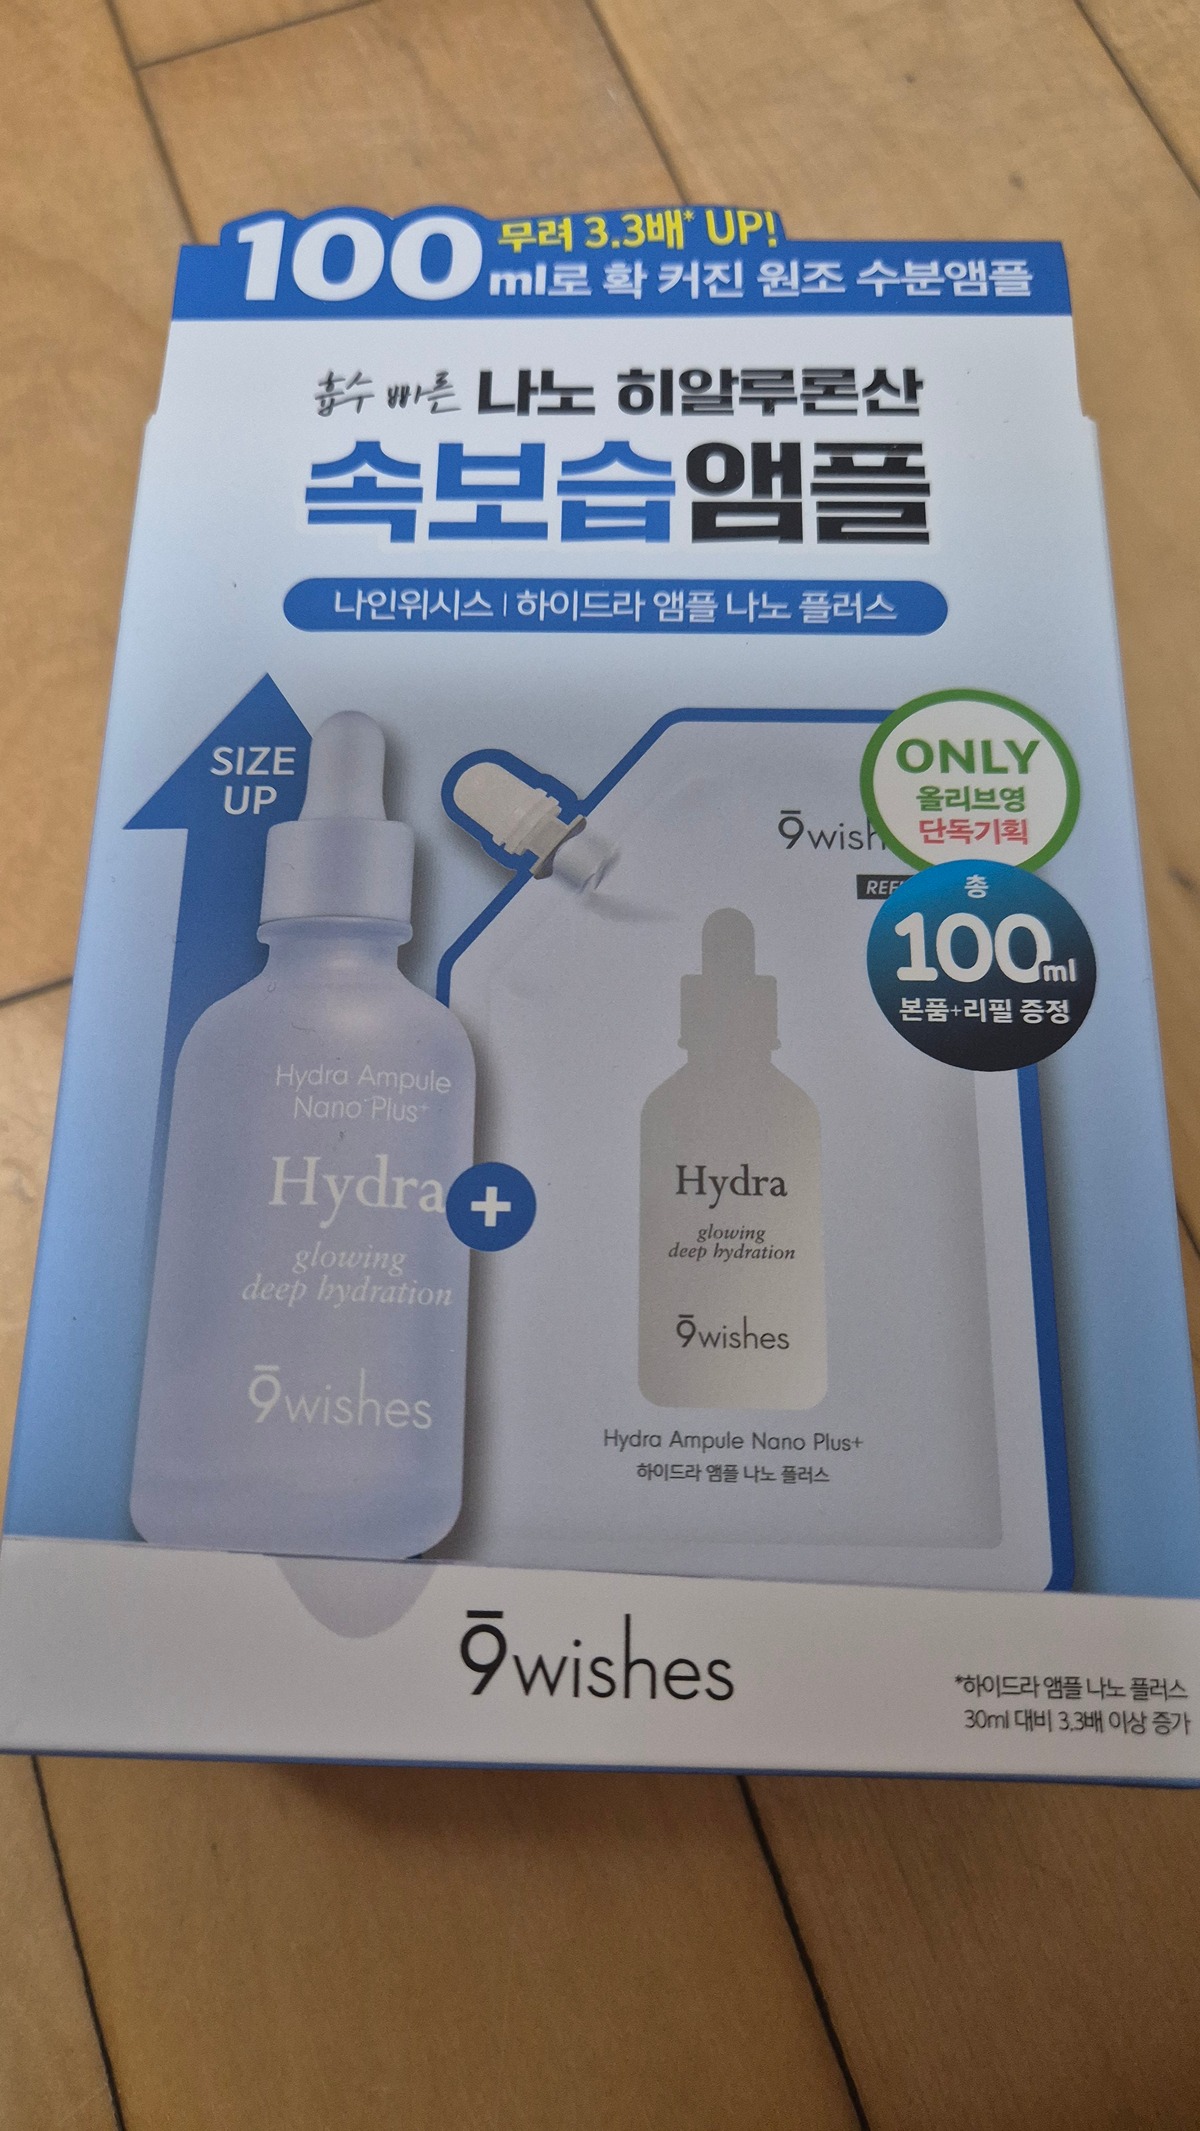 무려 3.3배* UP!
100ml로 확 커진 원조 수분앰플
흡수 빠른 나노 히알루론산
속보습앰플
나인위시스 | 하이드라 앰플 나노 플러스
SIZE
UP
ONLY
올리브영
단독기획
총
100ml
본품+리필 증정
Hydra Ampule
Nano Plus+
Hydra
glowing
deep hydration
9wishes
+
Hydra
glowing
deep hydration
9wishes
Hydra Ampule Nano Plus+
하이드라 앰플 나노 플러스
9wishes
*하이드라 앰플 나노 플러스
30ml 대비 3.3배 이상 증가